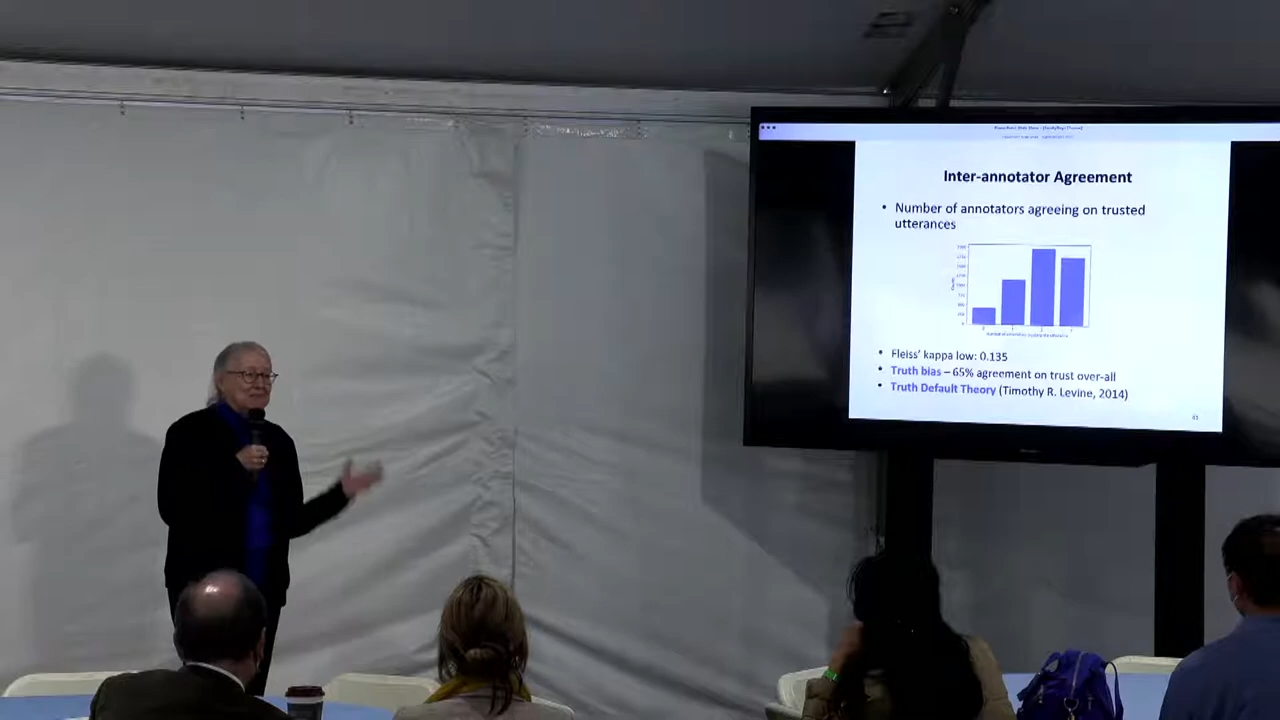 Inter-annotator Agreement
• Number of annotators agreeing on trusted
utterances
• Fleiss' kappa low: 0.135
• Truth bias – 65% agreement on trust over-all
• Truth Default Theory (Timothy R. Levine, 2014)